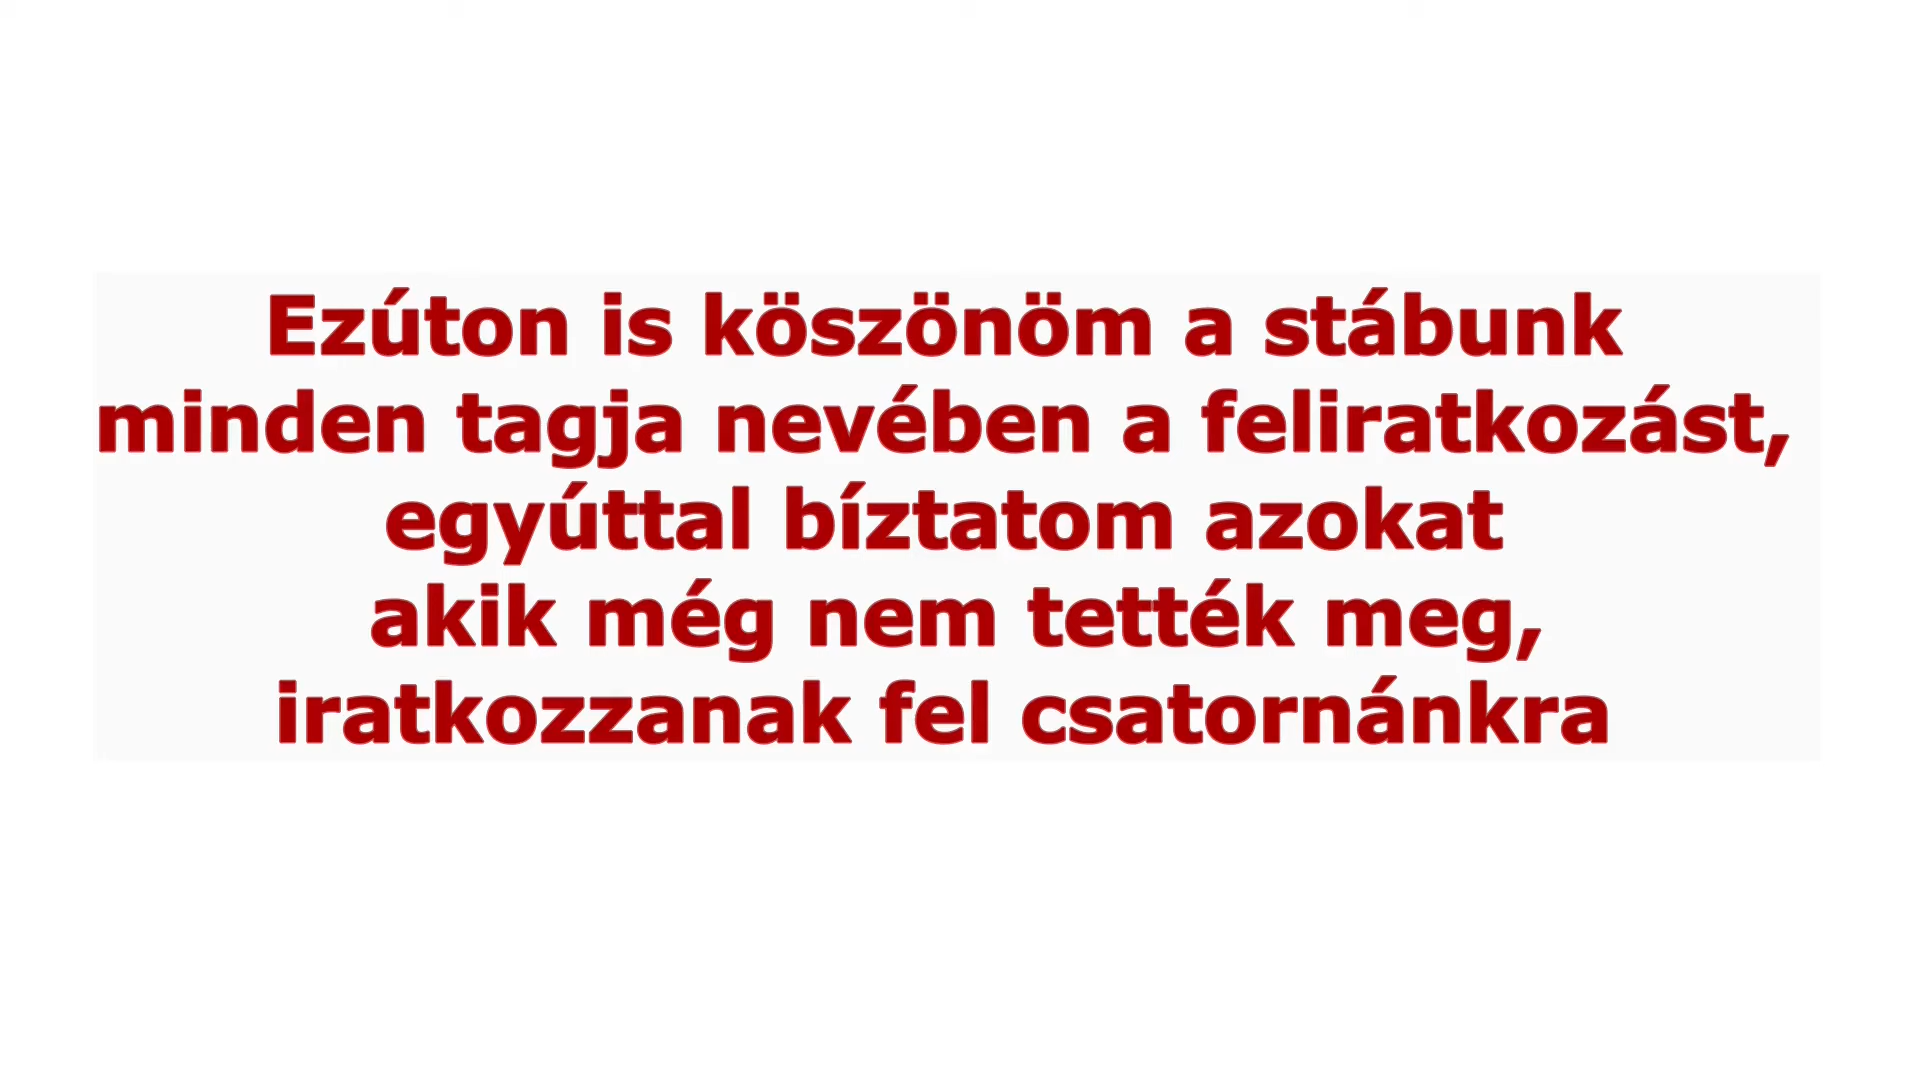 Ezúton is köszönöm a stábunk
minden tagja nevében a feliratkozást,
egyúttal bíztatom azokat
akik még nem tették meg,
iratkozzanak fel csatornánkra